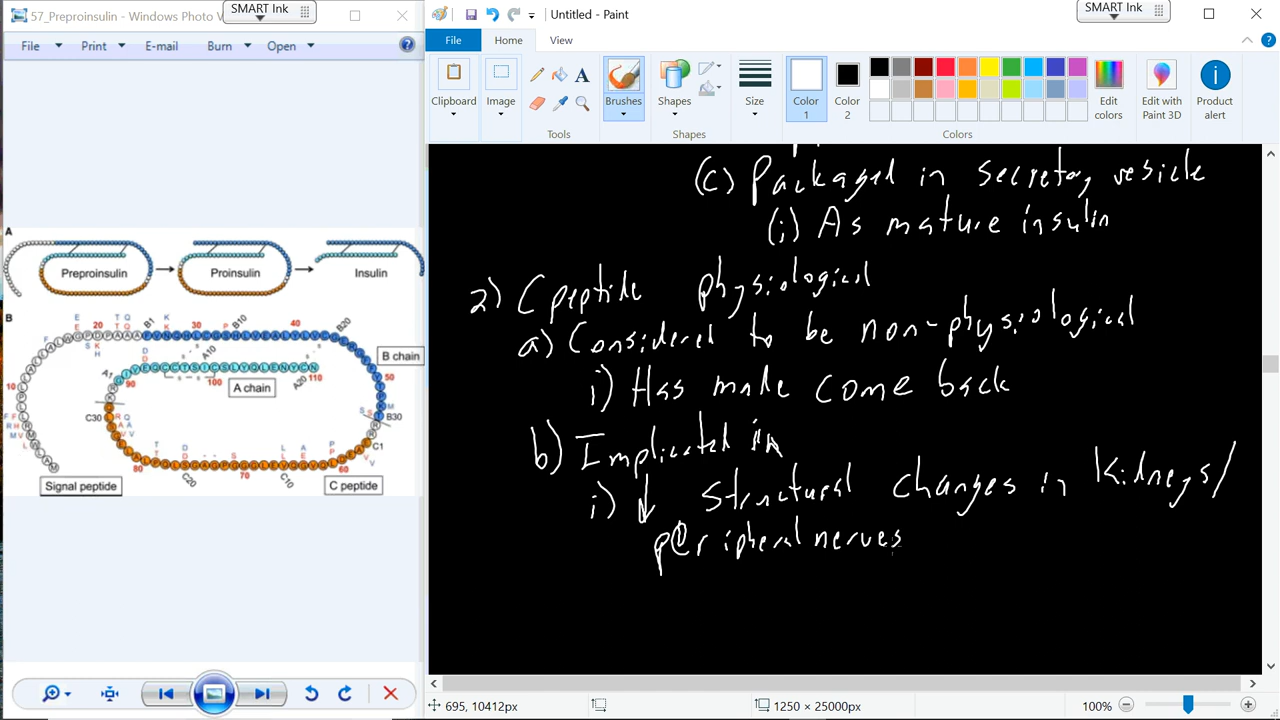 57_Preproinsulin - Windows Photo V
SMART Ink
File Print E-mail Burn Open
A
Preproinsulin Proinsulin Insulin
B
B chain
A chain
C peptide
Signal peptide
Untitled - Paint
SMART Ink
File Home View
Clipboard
Image
Tools
Brushes
Shapes
Shapes
Size
Color 1
Color 2
Edit colors
Colors
Edit with Paint 3D
Product alert
(c) Packaged in secretory vesicle
(i) As mature insulin
2) C peptide physiological
a) Considered to be non-physiological
i) Has made come back
b) Implicated in
i) ↓ Structural changes in kidneys/
peripheral nerves
695, 10412px
1250 × 25000px
100%